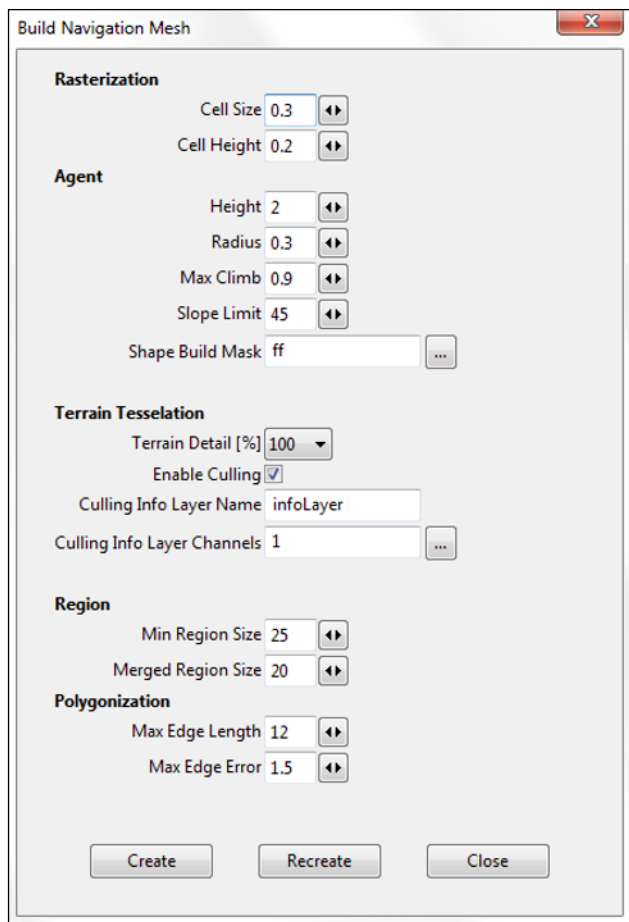 Build Navigation Mesh
Rasterization
Cell Size 0.3
Cell Height 0.2
Agent
Height 2
Radius 0.3
Max Climb 0.9
Slope Limit 45
Shape Build Mask ff ...
Terrain Tesselation
Terrain Detail [%] 100
Enable Culling
Culling Info Layer Name infoLayer
Culling Info Layer Channels 1 ...
Region
Min Region Size 25
Merged Region Size 20
Polygonization
Max Edge Length 12
Max Edge Error 1.5
Create Recreate Close